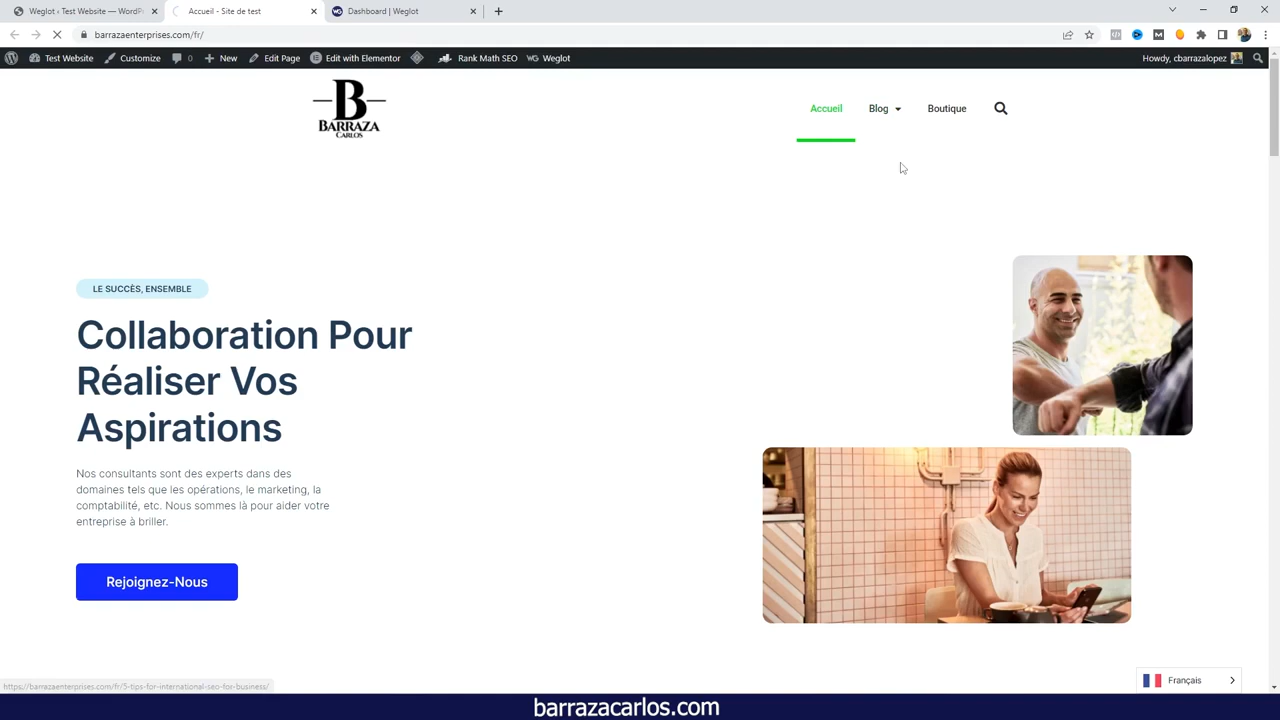 Weglot ‹ Test Website — WordPr
Accueil - Site de test
Dashboard | Weglot
barrazaenterprises.com/fr/
Test Website
Customize
0
New
Edit Page
Edit with Elementor
Rank Math SEO
WG Weglot
Howdy, cbarrazalopez
B
BARRAZA
CARLOS
Accueil
Blog
Boutique
LE SUCCÈS, ENSEMBLE
Collaboration Pour
Réaliser Vos
Aspirations
Nos consultants sont des experts dans des
domaines tels que les opérations, le marketing, la
comptabilité, etc. Nous sommes là pour aider votre
entreprise à briller.
Rejoignez-Nous
https://barrazaenterprises.com/fr/5-tips-for-international-seo-for-business/
Français
barrazacarlos.com